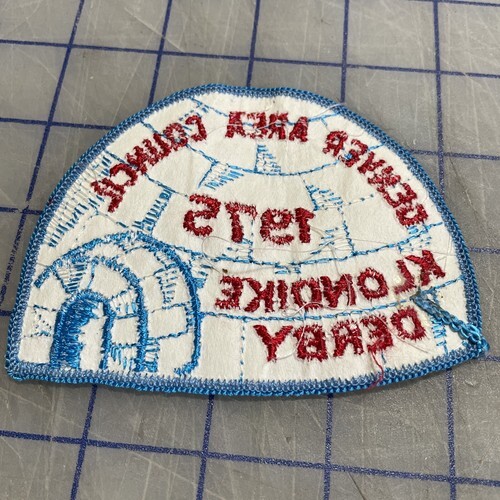 DENVER AREA COUNCIL
1975
KLONDIKE
DERBY